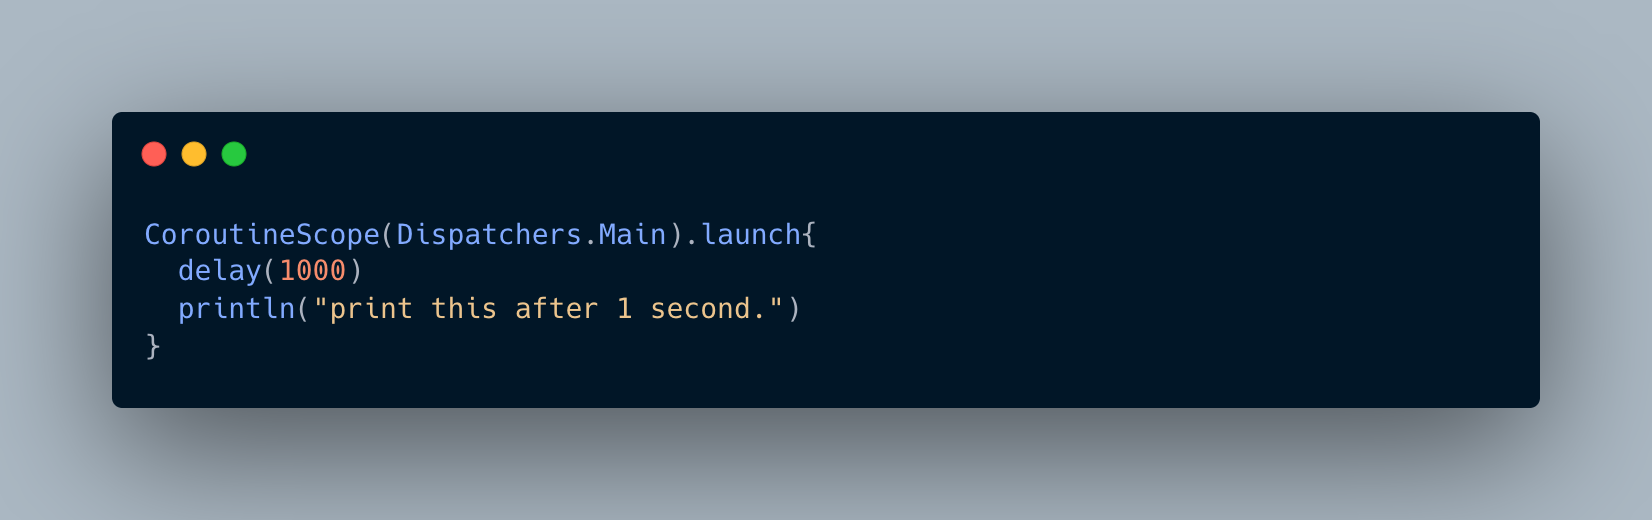 CoroutineScope(Dispatchers.Main).launch{
  delay(1000)
  println("print this after 1 second.")
}